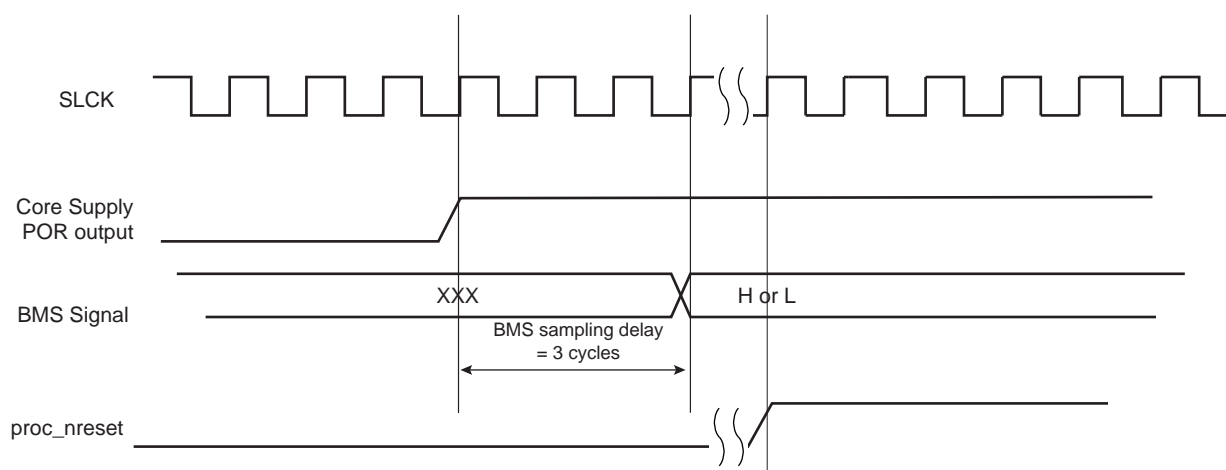 SLCK
Core Supply
POR output
XXX
H or L
BMS Signal
BMS sampling delay
= 3 cycles
proc_nreset